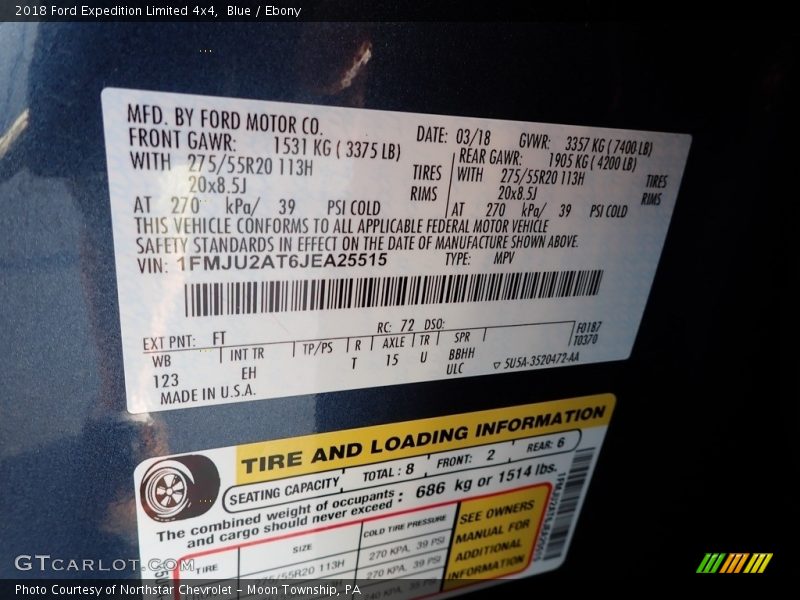 2018 Ford Expedition Limited 4x4, Blue / Ebony
MFD. BY FORD MOTOR CO.
DATE: 03/18 GVWR: 3357 KG ( 7400 LB)
FRONT GAWR: 1531 KG ( 3375 LB)
REAR GAWR: 1905 KG ( 4200 LB)
WITH 275/55R20 113H TIRES
WITH 275/55R20 113H TIRES
20x8.5J RIMS
20x8.5J RIMS
AT 270 kPa/ 39 PSI COLD
AT 270 kPa/ 39 PSI COLD
THIS VEHICLE CONFORMS TO ALL APPLICABLE FEDERAL MOTOR VEHICLE
SAFETY STANDARDS IN EFFECT ON THE DATE OF MANUFACTURE SHOWN ABOVE.
VIN: 1FMJU2AT6JEA25515 TYPE: MPV
EXT PNT: FT RC: 72 DSO: F0187
WB INT TR TP/PS R AXLE TR SPR T0370
123 EH T 15 U BBHH
ULC
MADE IN U.S.A. ▽ 5U5A-3520472-AA
TIRE AND LOADING INFORMATION
SEATING CAPACITY TOTAL : 8 FRONT: 2 REAR: 6
The combined weight of occupants : 686 kg or 1514 lbs.
and cargo should never exceed
TIRE SIZE COLD TIRE PRESSURE
275/55R20 113H 270 KPA, 39 PSI
270 KPA, 39 PSI
SEE OWNERS
MANUAL FOR
ADDITIONAL
INFORMATION
GTcarlot.com
Photo Courtesy of Northstar Chevrolet – Moon Township, PA